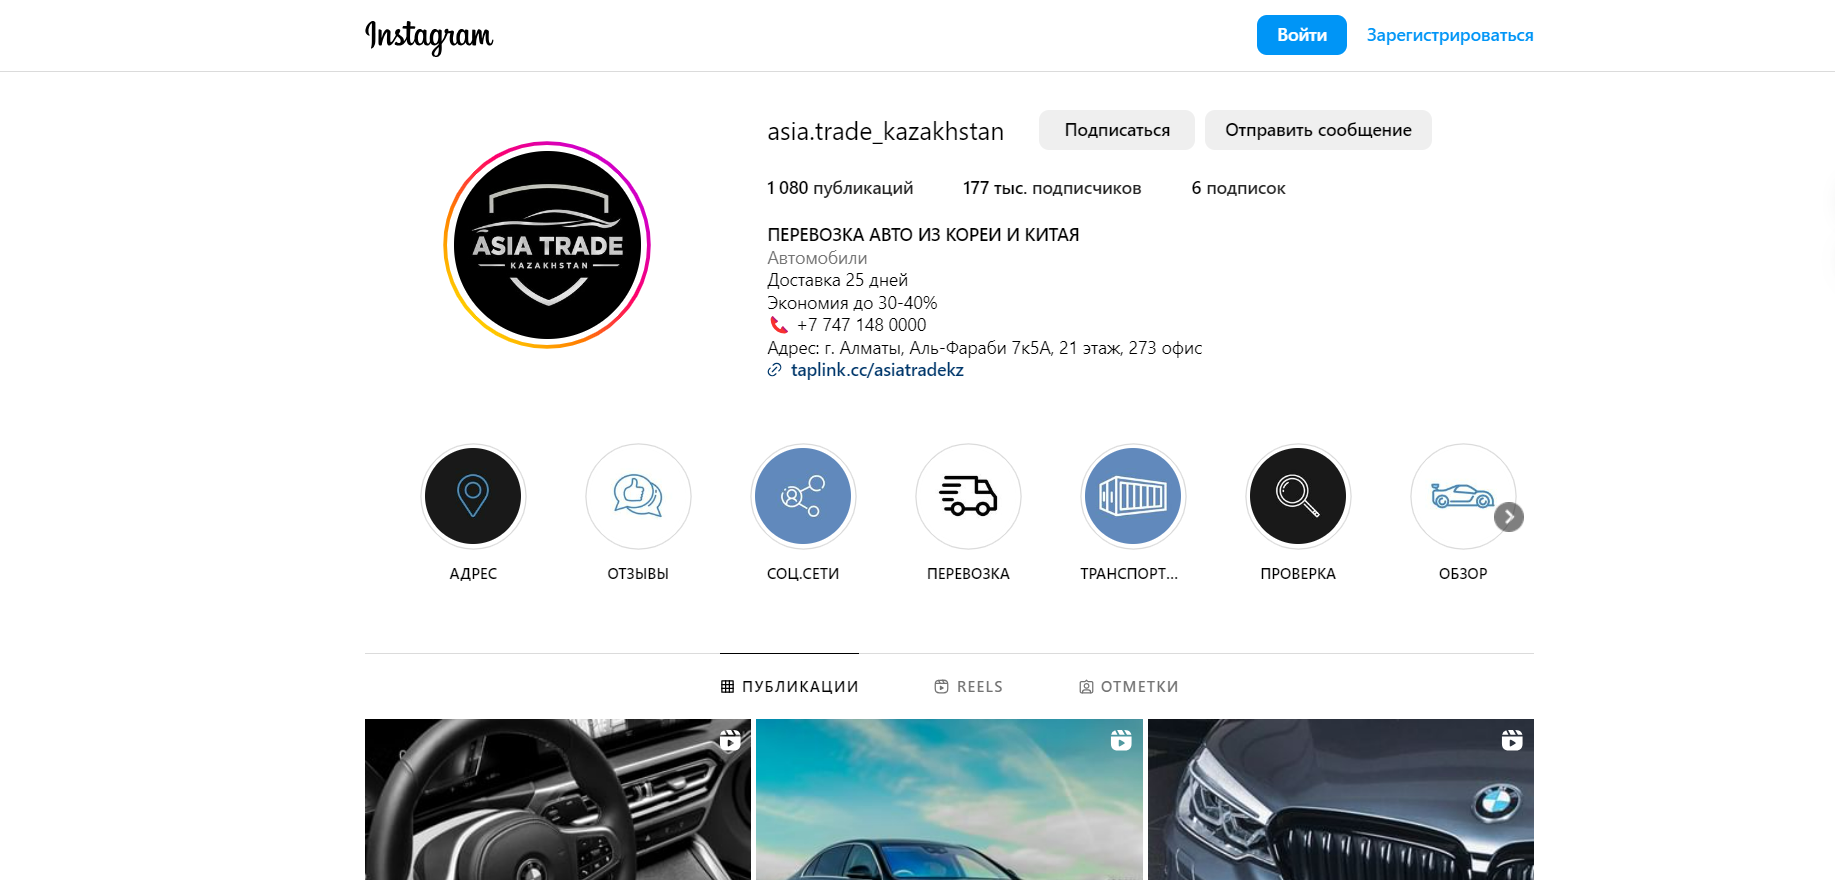 Instagram
Войти
Зарегистрироваться
asia.trade_kazakhstan
Подписаться
Отправить сообщение
1 080 публикаций
177 тыс. подписчиков
6 подписок
ПЕРЕВОЗКА АВТО ИЗ КОРЕИ И КИТАЯ
Автомобили
Доставка 25 дней
Экономия до 30-40%
+7 747 148 0000
Адрес: г. Алматы, Аль-Фараби 7к5А, 21 этаж, 273 офис
taplink.cc/asiatradekz
ASIA TRADE
KAZAKHSTAN
АДРЕС
ОТЗЫВЫ
СОЦ.СЕТИ
ПЕРЕВОЗКА
ТРАНСПОРТ...
ПРОВЕРКА
ОБЗОР
ПУБЛИКАЦИИ
REELS
ОТМЕТКИ